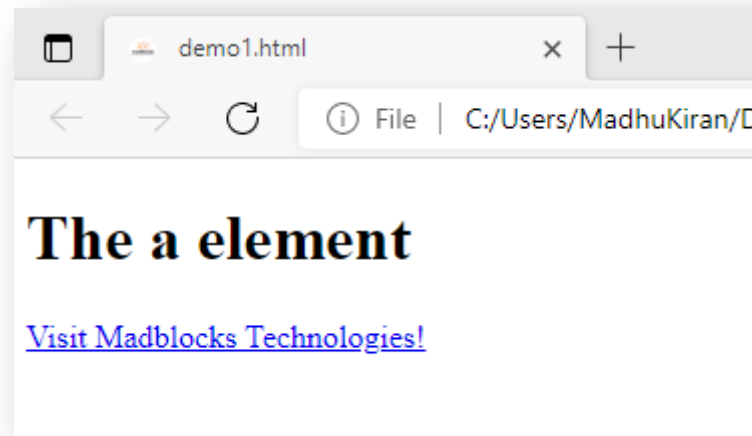 demo1.html
File C:/Users/MadhuKiran/
The a element
Visit Madblocks Technologies!